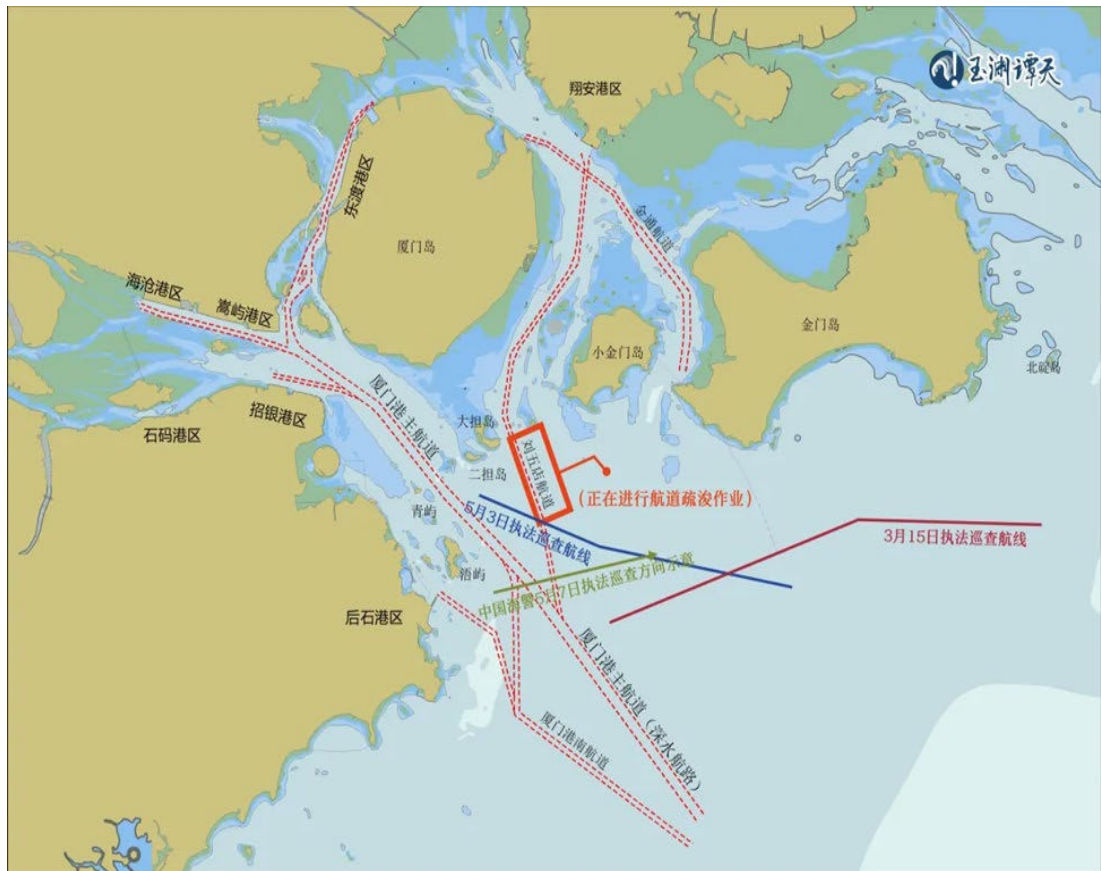 玉渊谭天
翔安港区
东渡港区
厦门岛
金通航道
海沧港区
嵩屿港区
金门岛
小金门岛
北碇岛
厦门港主航道
招银港区
石码港区
大担岛
刘五店航道
二担岛
(正在进行航道疏浚作业)
青屿
5月3日执法巡查航线
3月15日执法巡查航线
浯屿
中国海警5月7日执法巡查方向示意
后石港区
厦门港主航道(深水航路)
厦门港南航道